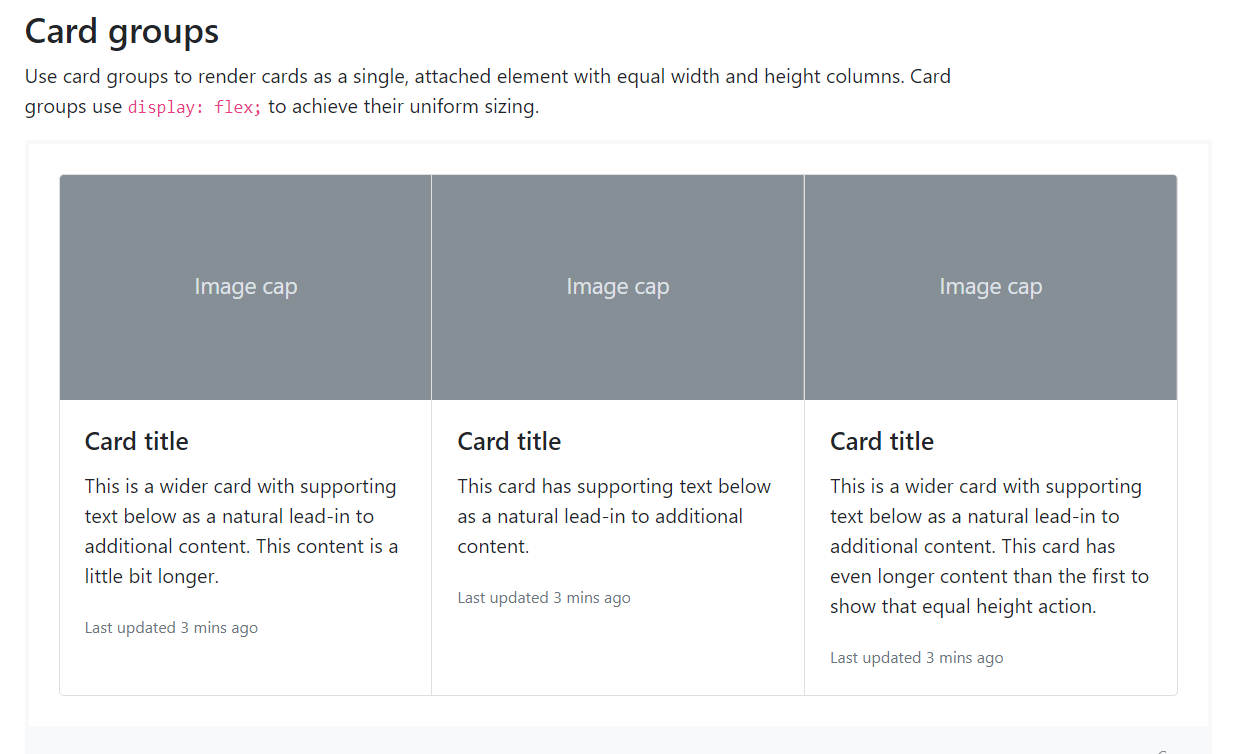 Card groups
Use card groups to render cards as a single, attached element with equal width and height columns. Card
groups use display: flex; to achieve their uniform sizing.
Image cap
Image cap
Image cap
Card title
This is a wider card with supporting
text below as a natural lead-in to
additional content. This content is a
little bit longer.
Last updated 3 mins ago
Card title
This card has supporting text below
as a natural lead-in to additional
content.
Last updated 3 mins ago
Card title
This is a wider card with supporting
text below as a natural lead-in to
additional content. This card has
even longer content than the first to
show that equal height action.
Last updated 3 mins ago